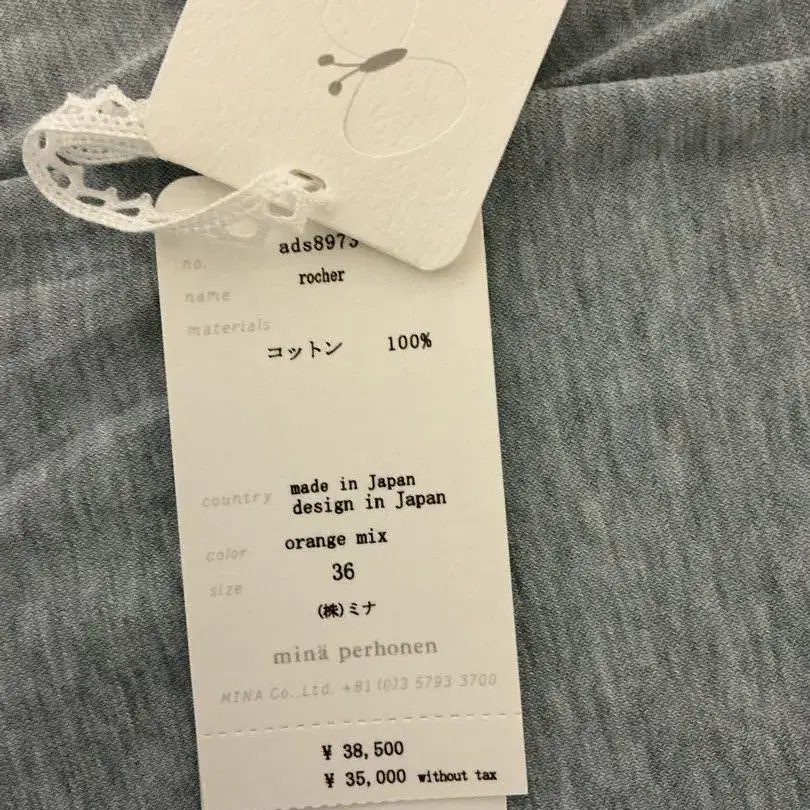 no. ads8973
name rocher
materials
コットン 100%
country made in Japan
design in Japan
color orange mix
size 36
(株)ミナ
minä perhonen
MINA Co.,Ltd. +81(0)3 5793 3700
¥ 38,500
¥ 35,000 without tax